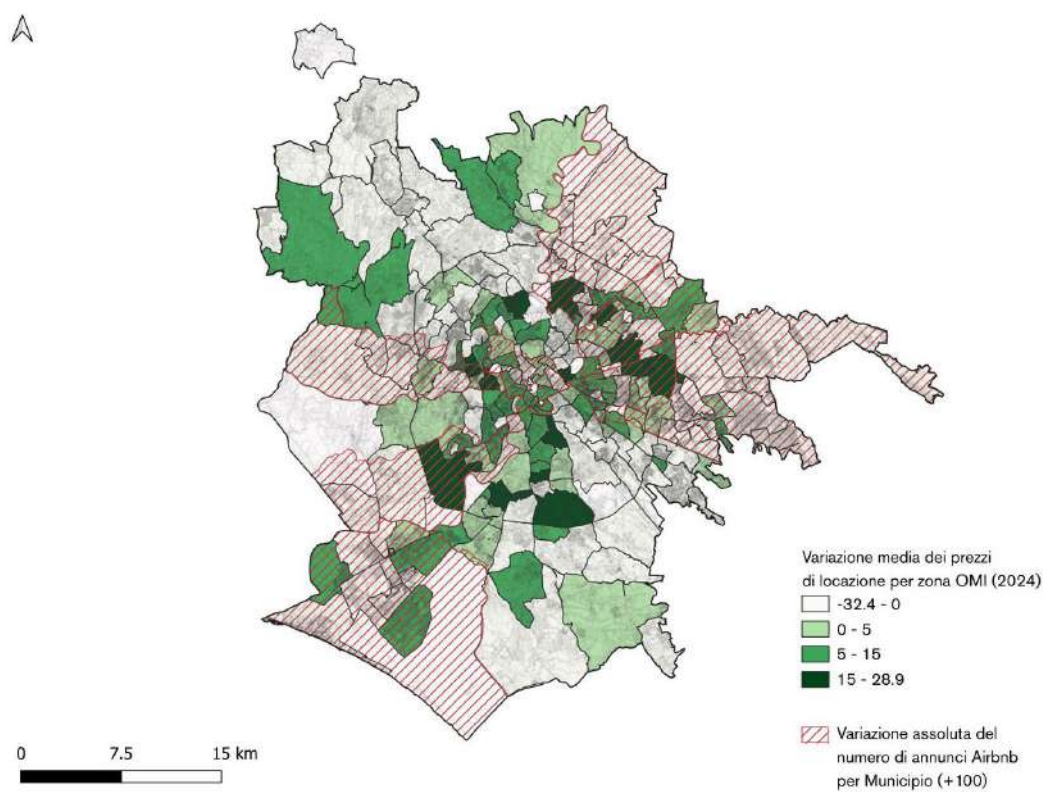 Variazione media dei prezzi
di locazione per zona OMI (2024)
-32.4 - 0
0 - 5
5 - 15
15 - 28.9
Variazione assoluta del
numero di annunci Airbnb
per Municipio (+100)
0 7.5 15 km